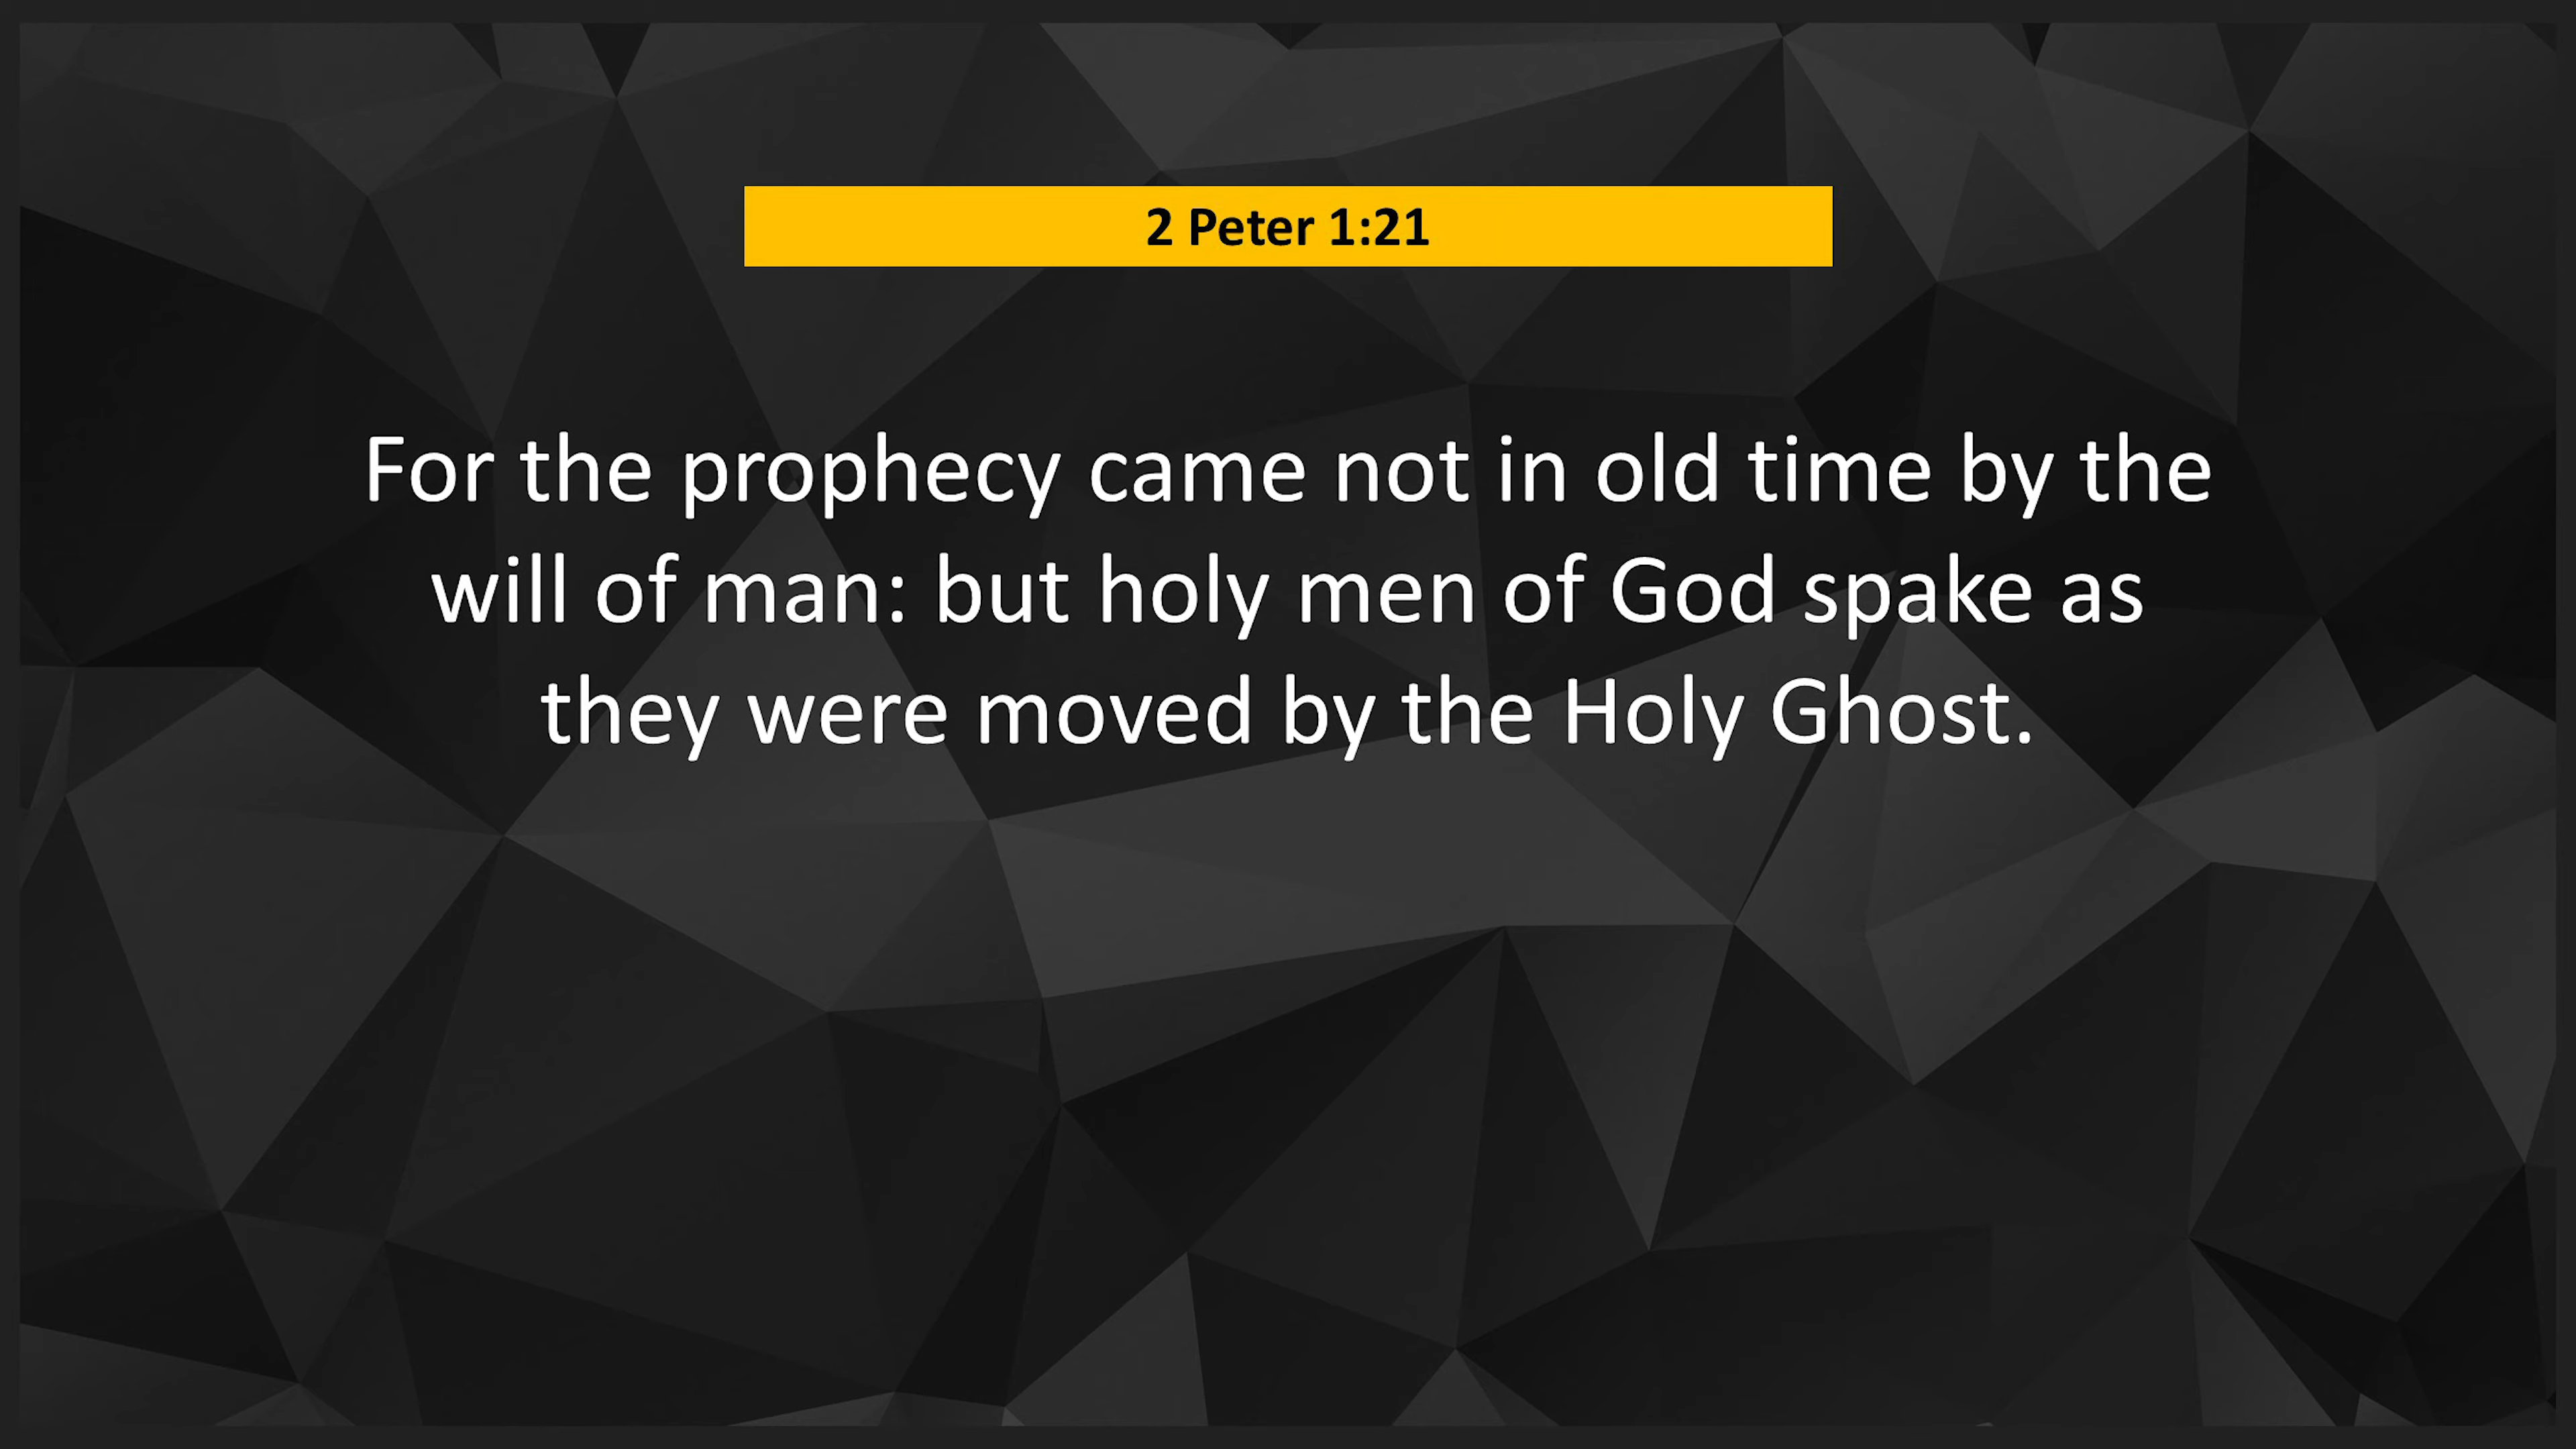 2 Peter 1:21
For the prophecy came not in old time by the
will of man: but holy men of God spake as
they were moved by the Holy Ghost.